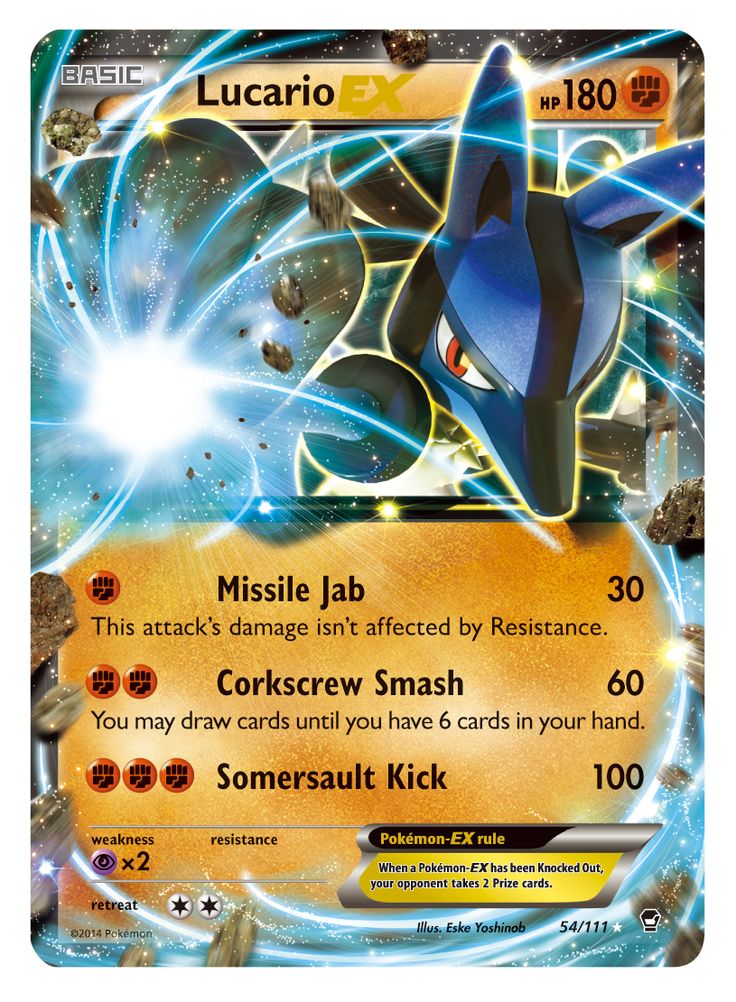 BASIC
Lucario EX HP 180
Missile Jab 30
This attack's damage isn't affected by Resistance.
Corkscrew Smash 60
You may draw cards until you have 6 cards in your hand.
Somersault Kick 100
weakness resistance
×2
Pokémon-EX rule
When a Pokémon-EX has been Knocked Out,
your opponent takes 2 Prize cards.
retreat
©2014 Pokémon
Illus. Eske Yoshinob 54/111